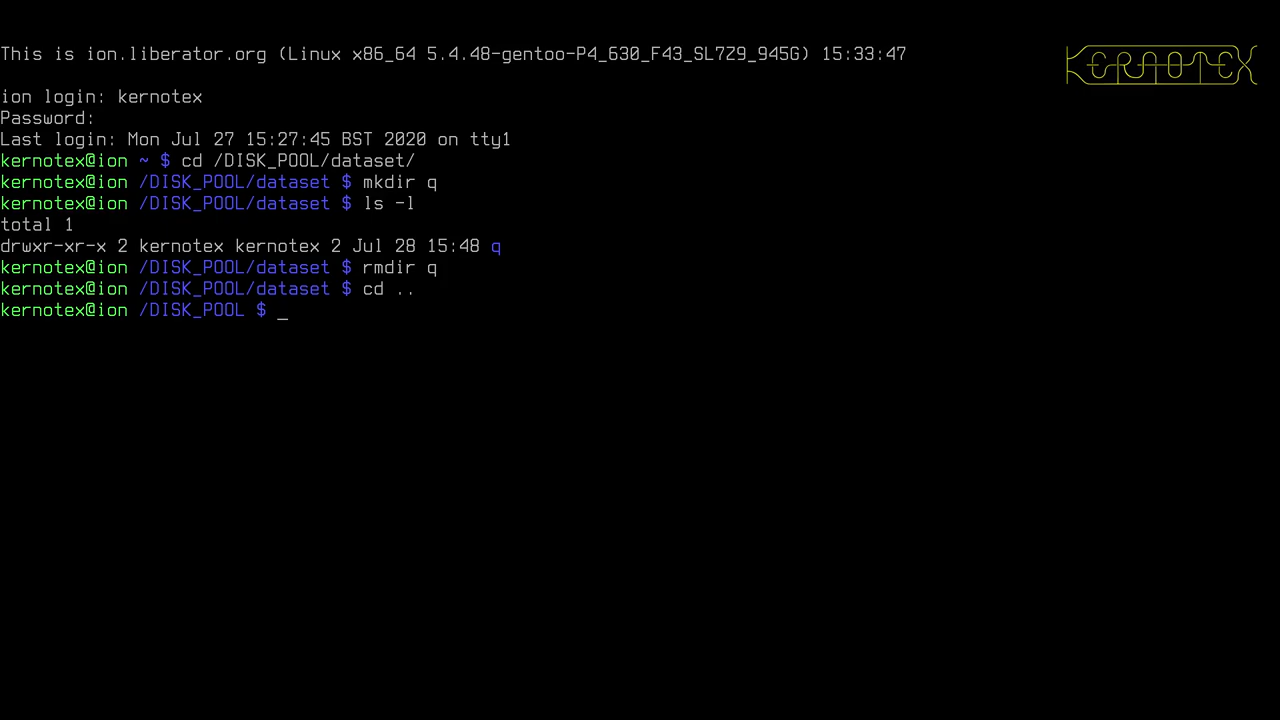 This is ion.liberator.org (Linux x86_64 5.4.48-gentoo-P4_630_F43_SL7Z9_945G) 15:33:47
KERNOTEX
ion login: kernotex
Password:
Last login: Mon Jul 27 15:27:45 BST 2020 on tty1
kernotex@ion ~ $ cd /DISK_POOL/dataset/
kernotex@ion /DISK_POOL/dataset $ mkdir q
kernotex@ion /DISK_POOL/dataset $ ls -l
total 1
drwxr-xr-x 2 kernotex kernotex 2 Jul 28 15:48 q
kernotex@ion /DISK_POOL/dataset $ rmdir q
kernotex@ion /DISK_POOL/dataset $ cd ..
kernotex@ion /DISK_POOL $ _